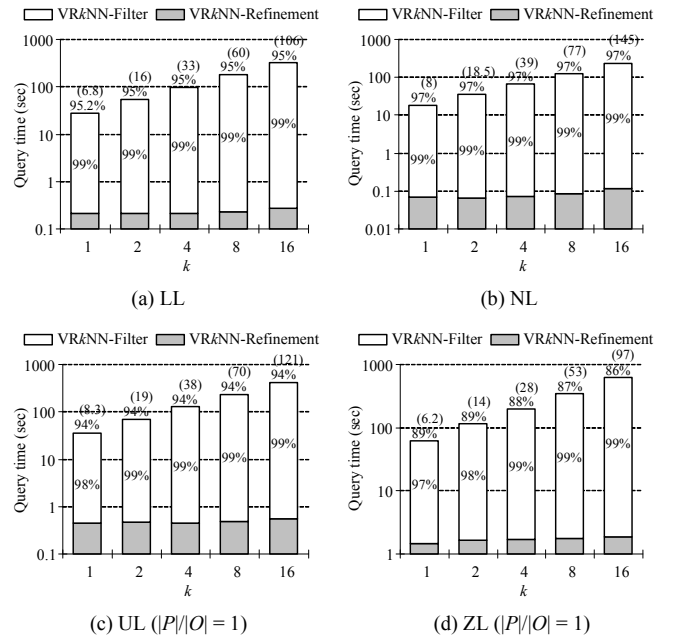 VRkNN-Filter VRkNN-Refinement
Query time (sec)
1000
100
10
1
0.1
(6.8) (16) (33) (60) (106)
95.2% 95% 95% 95% 95%
99% 99% 99% 99% 99%
1 2 4 8 16
k
(a) LL
VRkNN-Filter VRkNN-Refinement
Query time (sec)
1000
100
10
1
0.1
0.01
(8) (18.5) (39) (77) (145)
97% 97% 97% 97% 97%
99% 99% 99% 99% 99%
1 2 4 8 16
k
(b) NL
VRkNN-Filter VRkNN-Refinement
Query time (sec)
1000
100
10
1
0.1
(8.3) (19) (38) (70) (121)
94% 94% 94% 94% 94%
98% 99% 99% 99% 99%
1 2 4 8 16
k
(c) UL (|P|/|O| = 1)
VRkNN-Filter VRkNN-Refinement
Query time (sec)
1000
100
10
1
(6.2) (14) (28) (53) (97)
89% 89% 88% 87% 86%
97% 98% 99% 99% 99%
1 2 4 8 16
k
(d) ZL (|P|/|O| = 1)